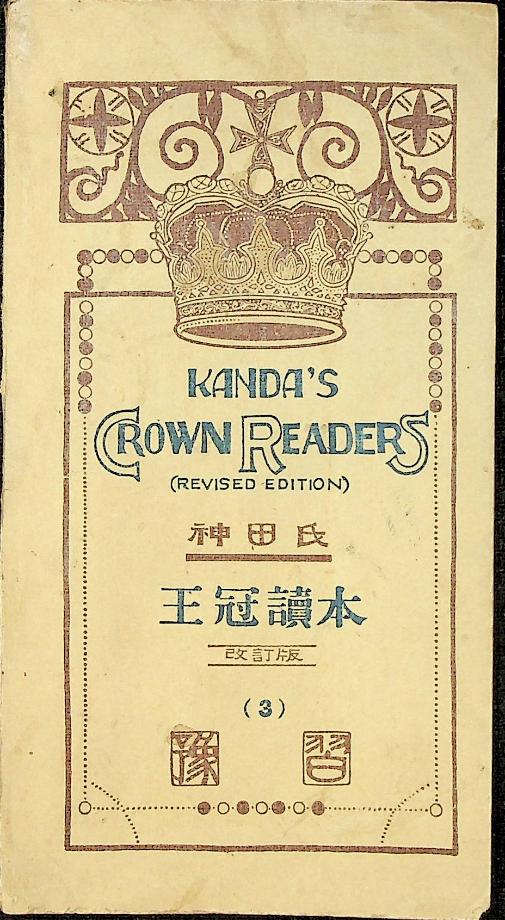 KANDA'S
CROWN READERS
(REVISED EDITION)
神田氏
王冠讀本
改訂版
(3)
豫習